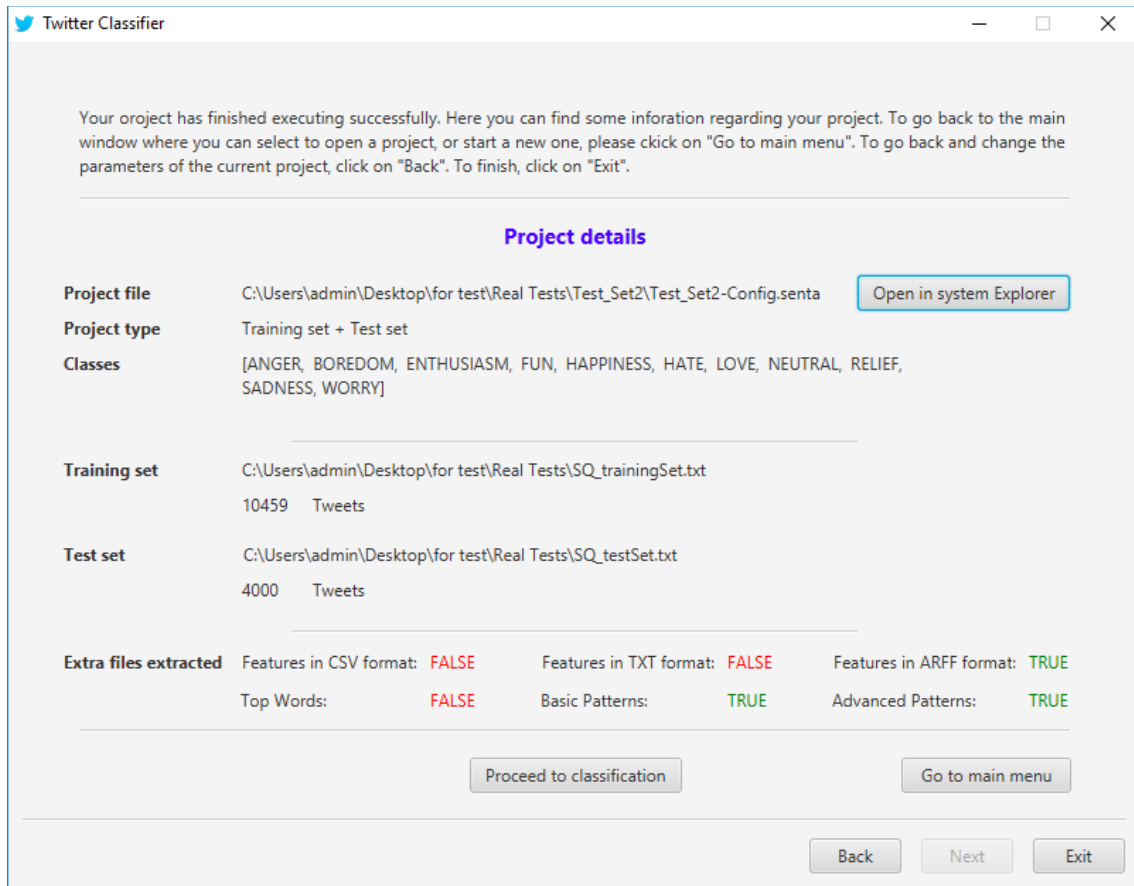 Twitter Classifier
Your oroject has finished executing successfully. Here you can find some inforation regarding your project. To go back to the main
window where you can select to open a project, or start a new one, please ckick on "Go to main menu". To go back and change the
parameters of the current project, click on "Back". To finish, click on "Exit".
Project details
Project file C:\Users\admin\Desktop\for test\Real Tests\Test_Set2\Test_Set2-Config.senta Open in system Explorer
Project type Training set + Test set
Classes [ANGER, BOREDOM, ENTHUSIASM, FUN, HAPPINESS, HATE, LOVE, NEUTRAL, RELIEF,
SADNESS, WORRY]
Training set C:\Users\admin\Desktop\for test\Real Tests\SQ_trainingSet.txt
10459 Tweets
Test set C:\Users\admin\Desktop\for test\Real Tests\SQ_testSet.txt
4000 Tweets
Extra files extracted Features in CSV format: FALSE Features in TXT format: FALSE Features in ARFF format: TRUE
Top Words: FALSE Basic Patterns: TRUE Advanced Patterns: TRUE
Proceed to classification Go to main menu
Back Next Exit